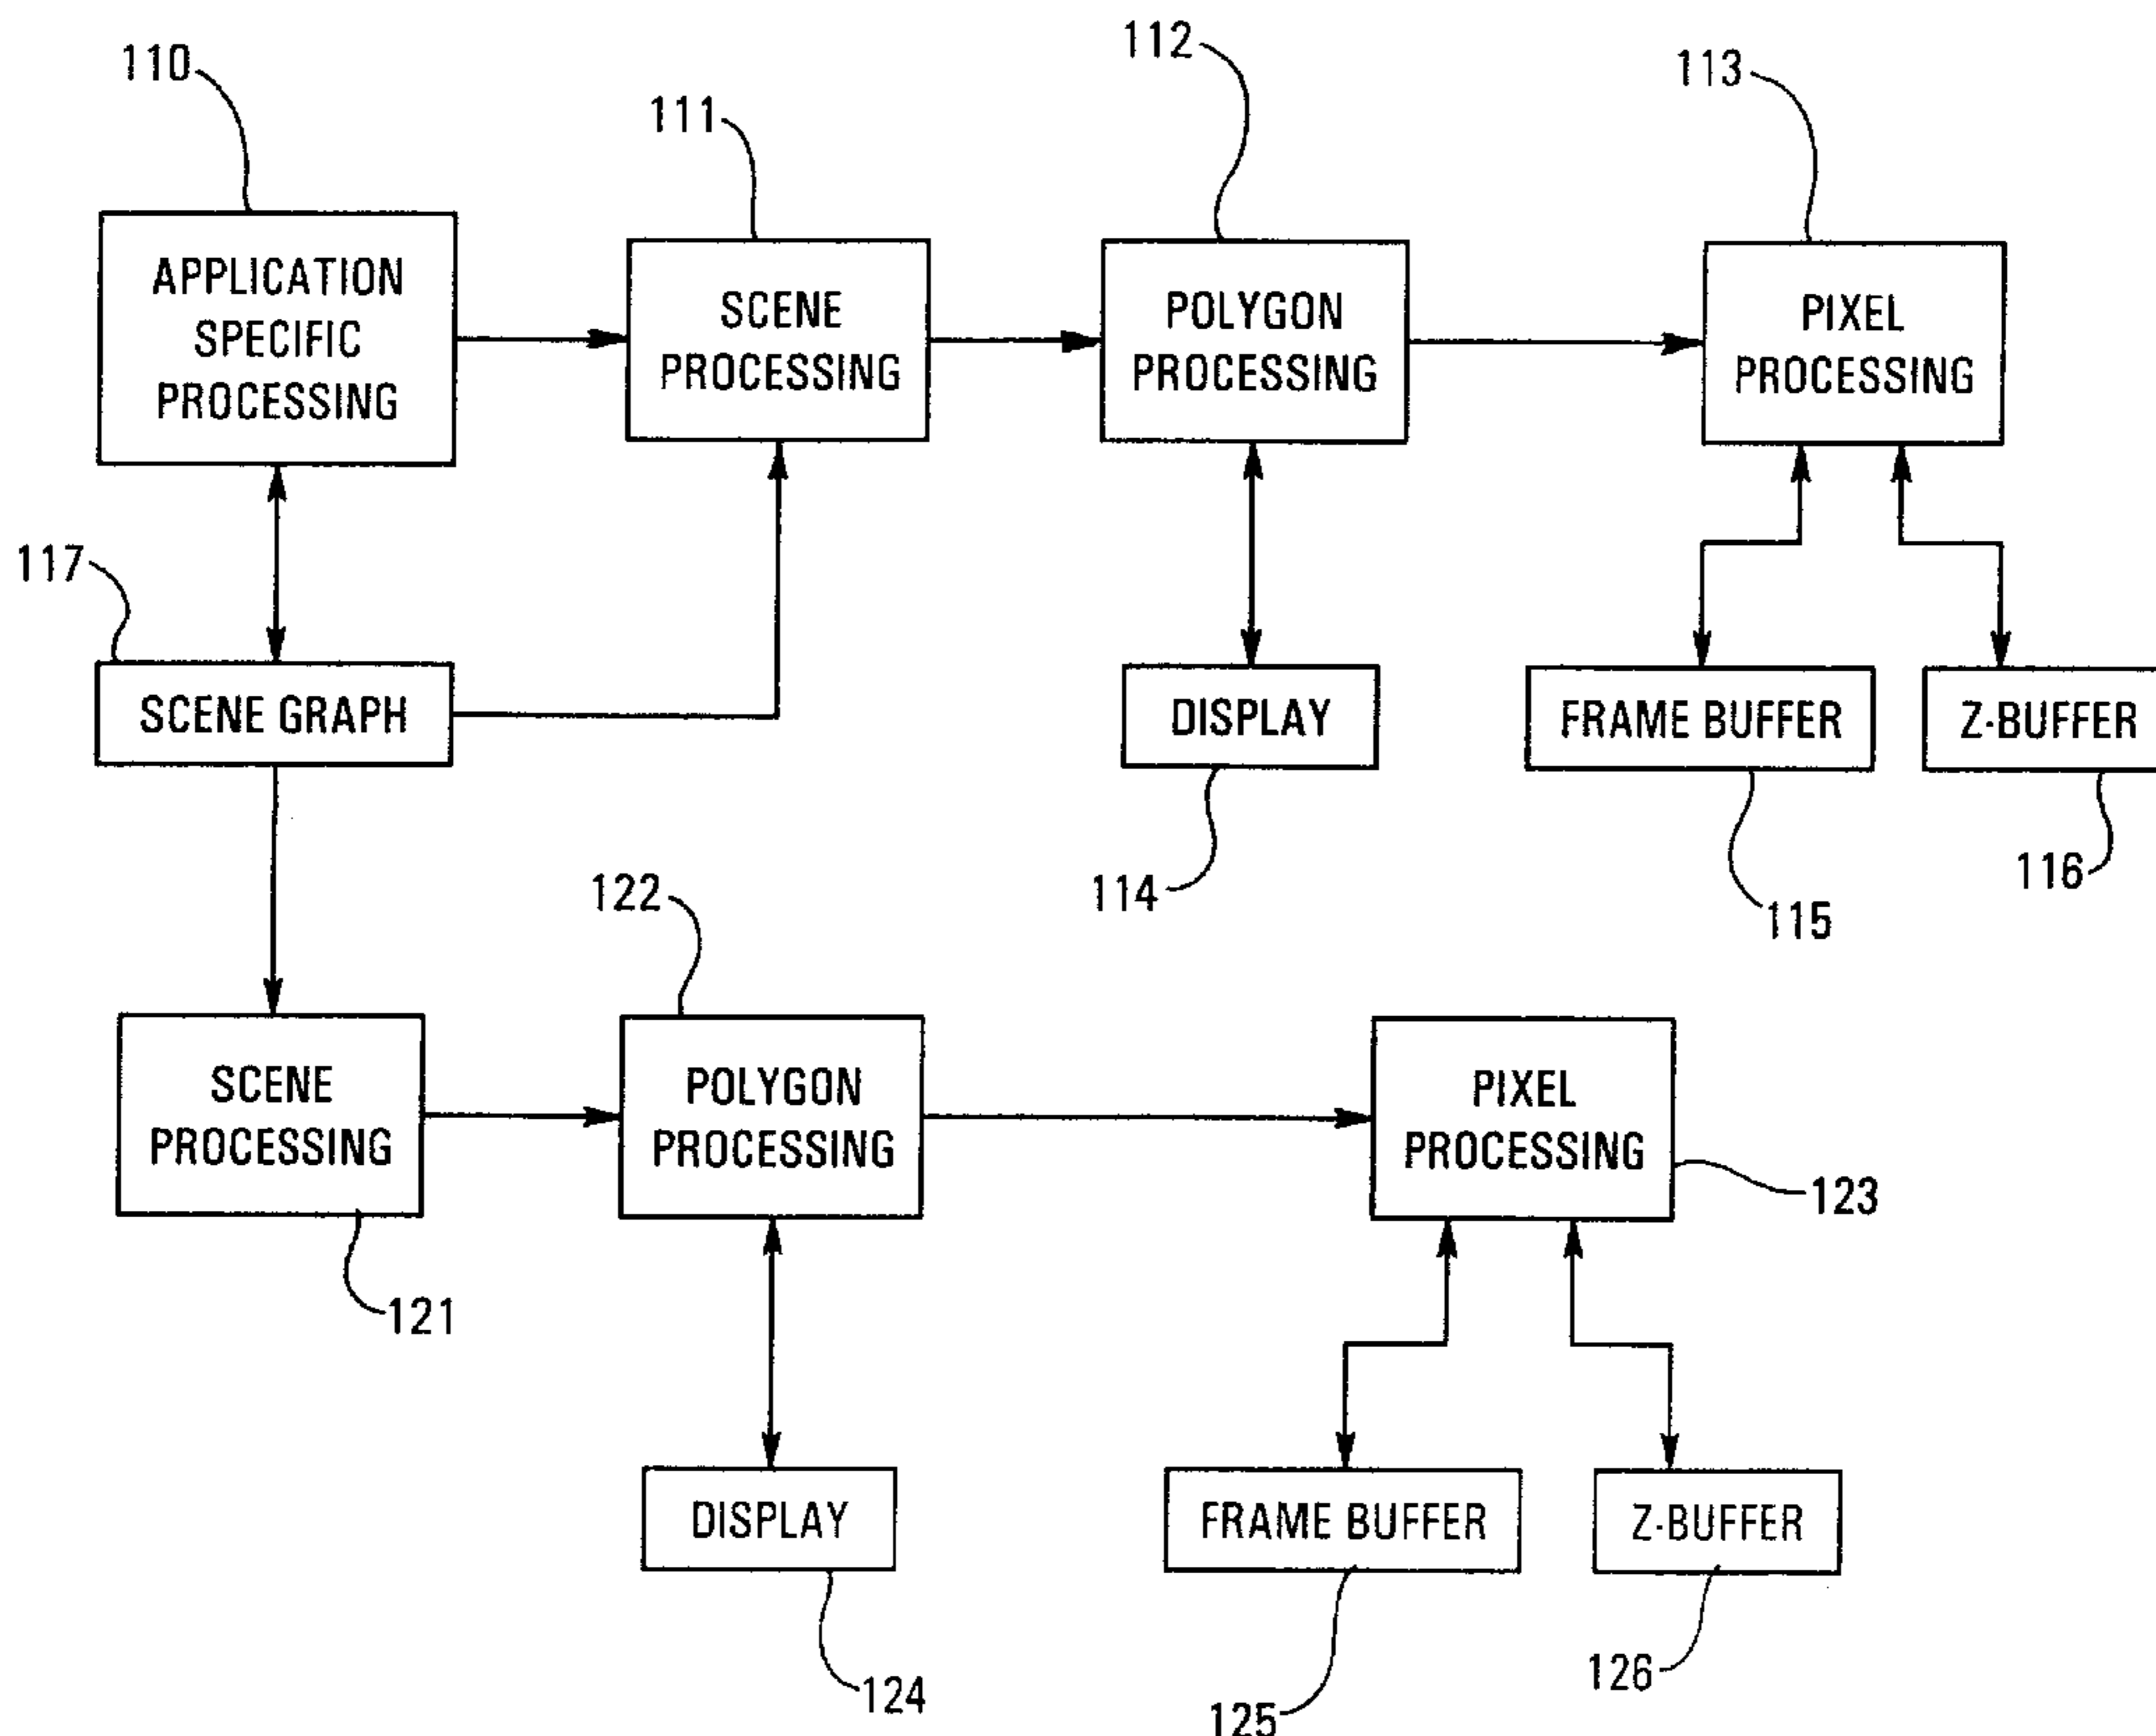 110
111
112
113
APPLICATION
SPECIFIC
PROCESSING
SCENE
PROCESSING
POLYGON
PROCESSING
PIXEL
PROCESSING
117
SCENE GRAPH
DISPLAY
FRAME BUFFER
Z-BUFFER
114
115
116
122
SCENE
PROCESSING
POLYGON
PROCESSING
PIXEL
PROCESSING
123
121
DISPLAY
FRAME BUFFER
Z-BUFFER
124
125
126